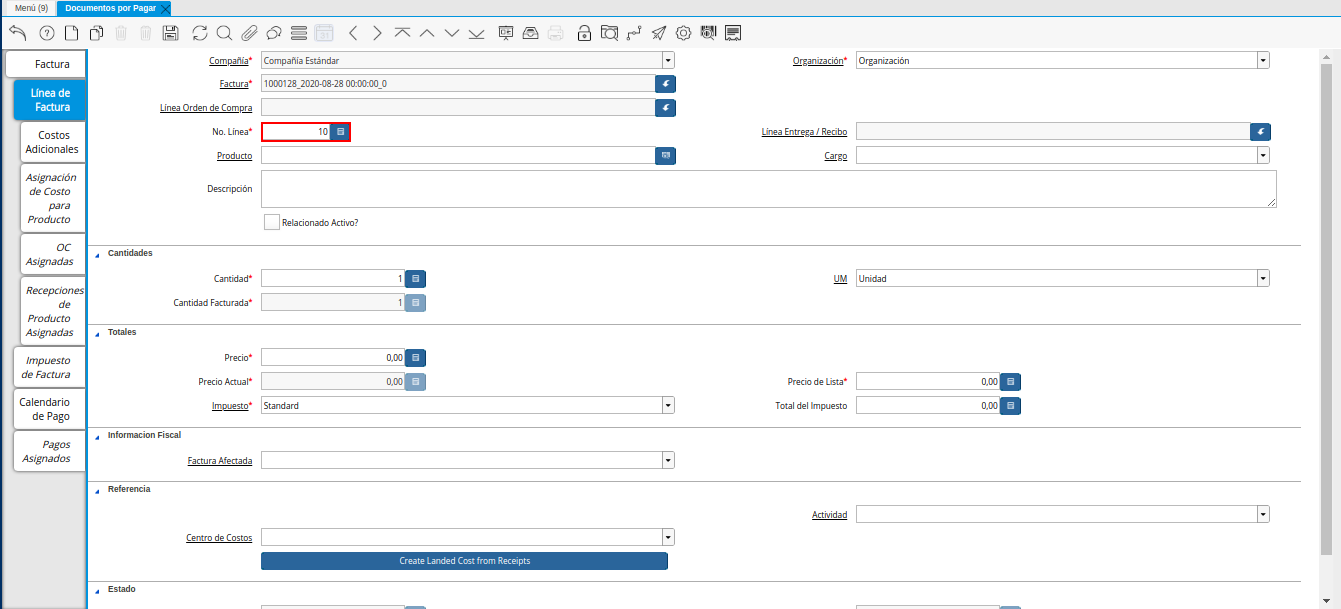 Menú (9)
Documentos por Pagar
Factura
Línea de
Factura
Costos
Adicionales
Asignación
de Costo
para
Producto
OC
Asignadas
Recepciones
de
Producto
Asignadas
Impuesto
de Factura
Calendario
de Pago
Pagos
Asignados
Compañía* Compañía Estándar
Organización* Organización
Factura* 1000128_2020-08-28 00:00:00_0
Línea Orden de Compra
No. Línea* 10
Línea Entrega / Recibo
Producto
Cargo
Descripción
Relacionado Activo?
Cantidades
Cantidad* 1
UM Unidad
Cantidad Facturada* 1
Totales
Precio* 0,00
Precio Actual* 0,00
Precio de Lista* 0,00
Impuesto* Standard
Total del Impuesto 0,00
Informacion Fiscal
Factura Afectada
Referencia
Actividad
Centro de Costos
Create Landed Cost from Receipts
Estado